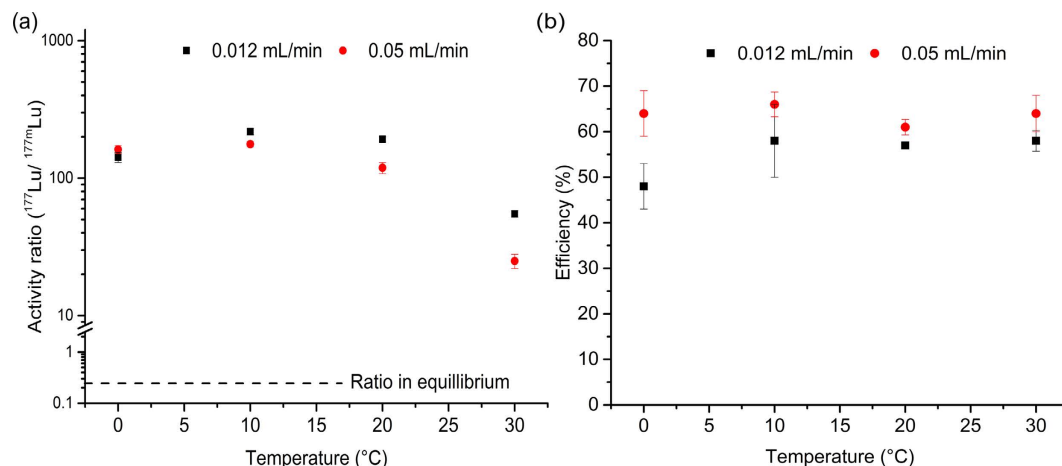 (a)
1000
0.012 mL/min
0.05 mL/min
100
10
1
0.1
Ratio in equillibrium
0 5 10 15 20 25 30
Temperature (°C)
Activity ratio (¹⁷⁷Lu/ ¹⁷⁷ᵐLu)
(b)
80
70
60
50
40
30
20
10
0
0.012 mL/min
0.05 mL/min
0 5 10 15 20 25 30
Temperature (°C)
Efficiency (%)